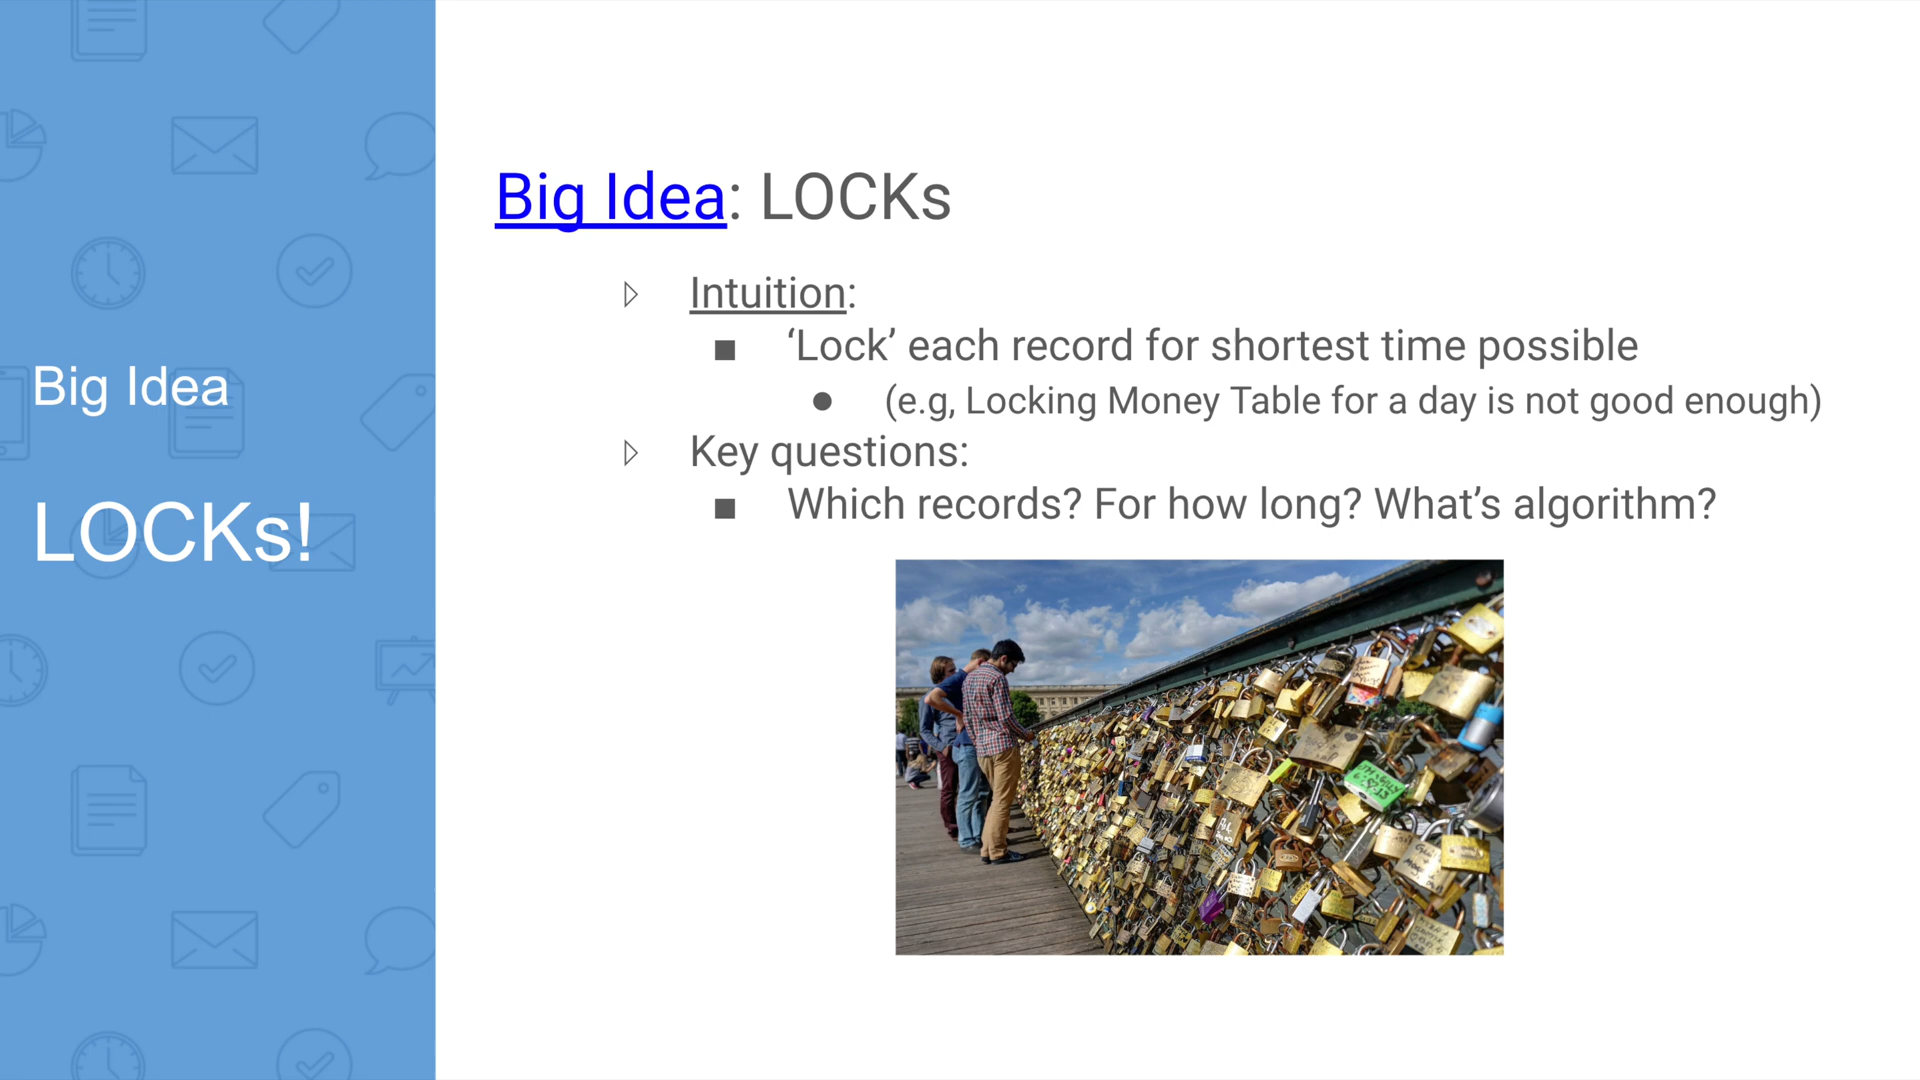 Big Idea
LOCKs!
Big Idea: LOCKs
Intuition:
‘Lock’ each record for shortest time possible
(e.g, Locking Money Table for a day is not good enough)
Key questions:
Which records? For how long? What’s algorithm?